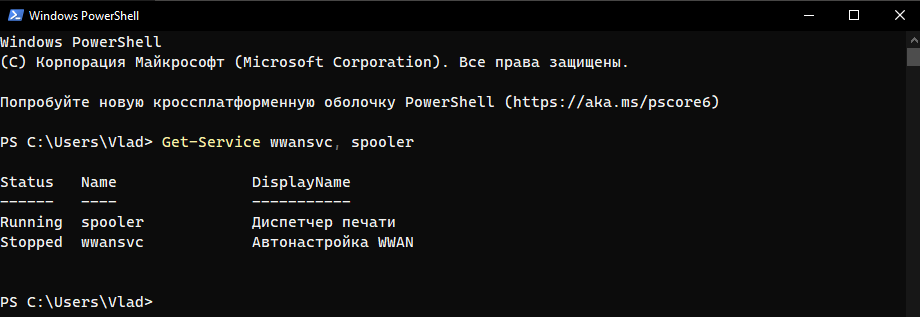 Windows PowerShell
Windows PowerShell
(C) Корпорация Майкрософт (Microsoft Corporation). Все права защищены.
Попробуйте новую кроссплатформенную оболочку PowerShell (https://aka.ms/pscore6)
PS C:\Users\Vlad> Get-Service wwansvc, spooler
Status   Name               DisplayName
------   ----               -----------
Running  spooler            Диспетчер печати
Stopped  wwansvc            Автонастройка WWAN
PS C:\Users\Vlad>